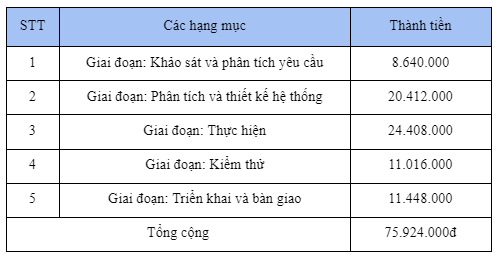 STT Các hạng mục Thành tiền
1 Giai đoạn: Khảo sát và phân tích yêu cầu 8.640.000
2 Giai đoạn: Phân tích và thiết kế hệ thống 20.412.000
3 Giai đoạn: Thực hiện 24.408.000
4 Giai đoạn: Kiểm thử 11.016.000
5 Giai đoạn: Triển khai và bàn giao 11.448.000
Tổng cộng 75.924.000đ